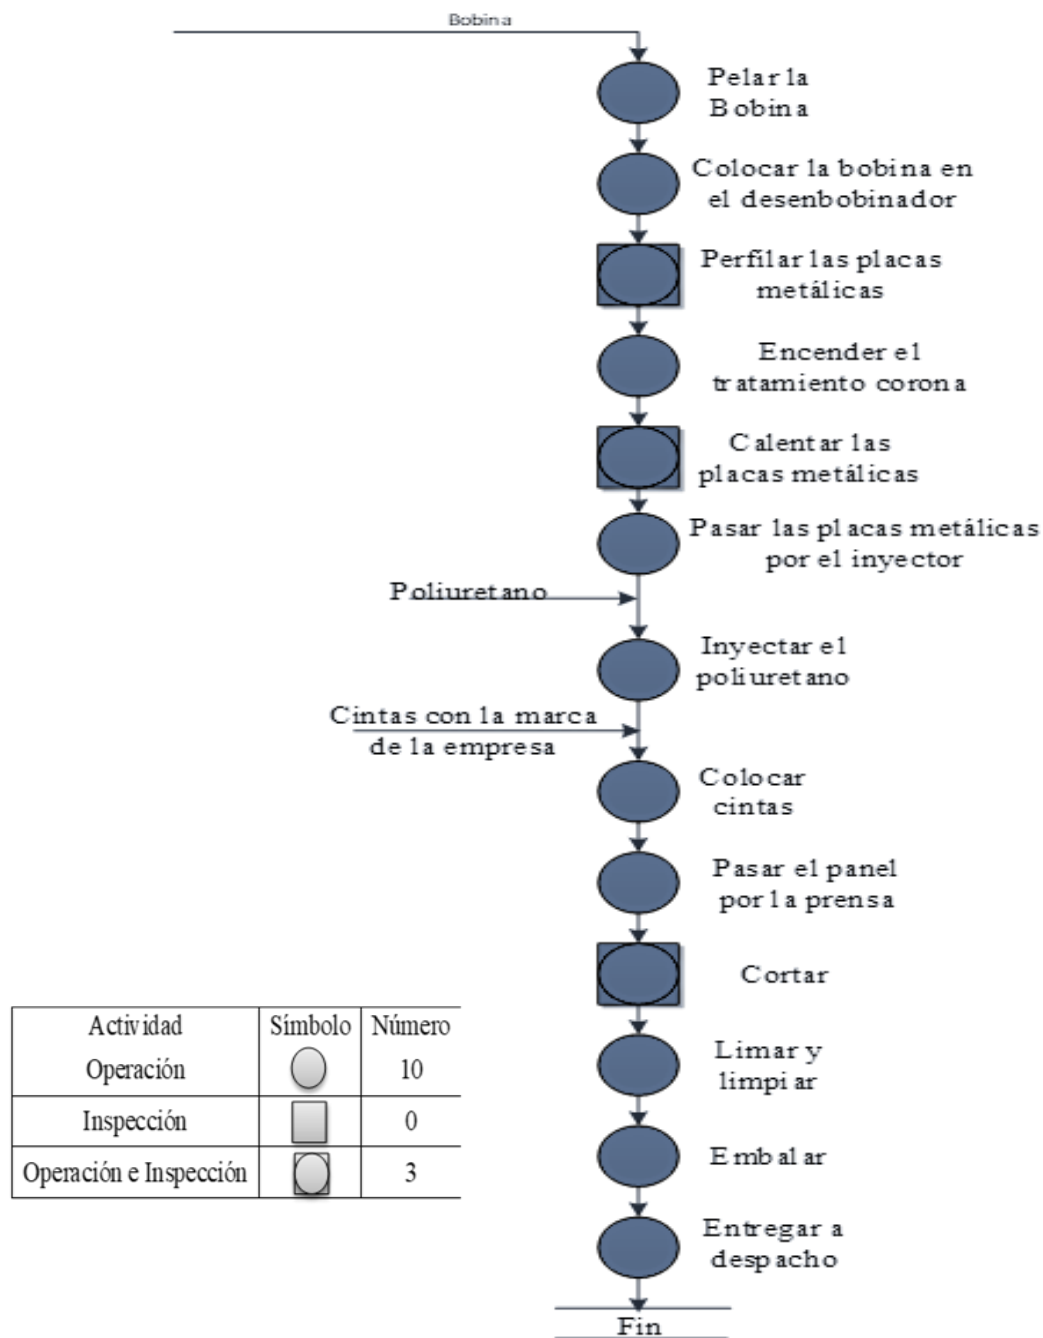 Bobina
Pelar la
Bobina
Colocar la bobina en
el desenbobinador
Perfilar las placas
metálicas
Encender el
tratamiento corona
Calentar las
placas metálicas
Pasar las placas metálicas
por el inyector
Poliuretano
Inyectar el
poliuretano
Cintas con la marca
de la empresa
Colocar
cintas
Pasar el panel
por la prensa
Cortar
Limar y
limpiar
Embalar
Entregar a
despacho
Fin
Actividad Símbolo Número
Operación 10
Inspección 0
Operación e Inspección 3